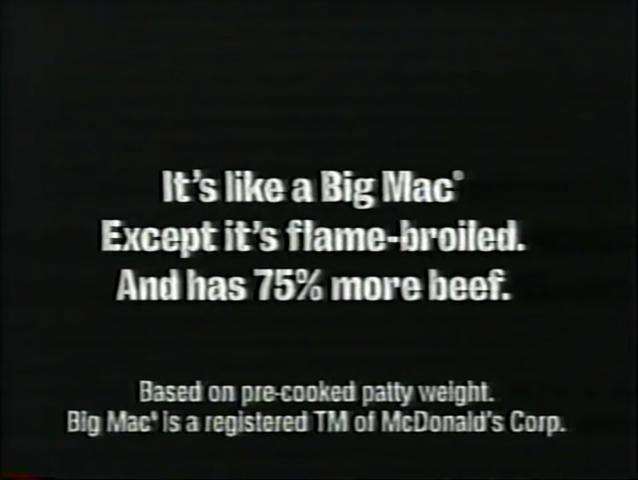 It's like a Big Mac®
Except it's flame-broiled.
And has 75% more beef.
Based on pre-cooked patty weight.
Big Mac® is a registered TM of McDonald's Corp.